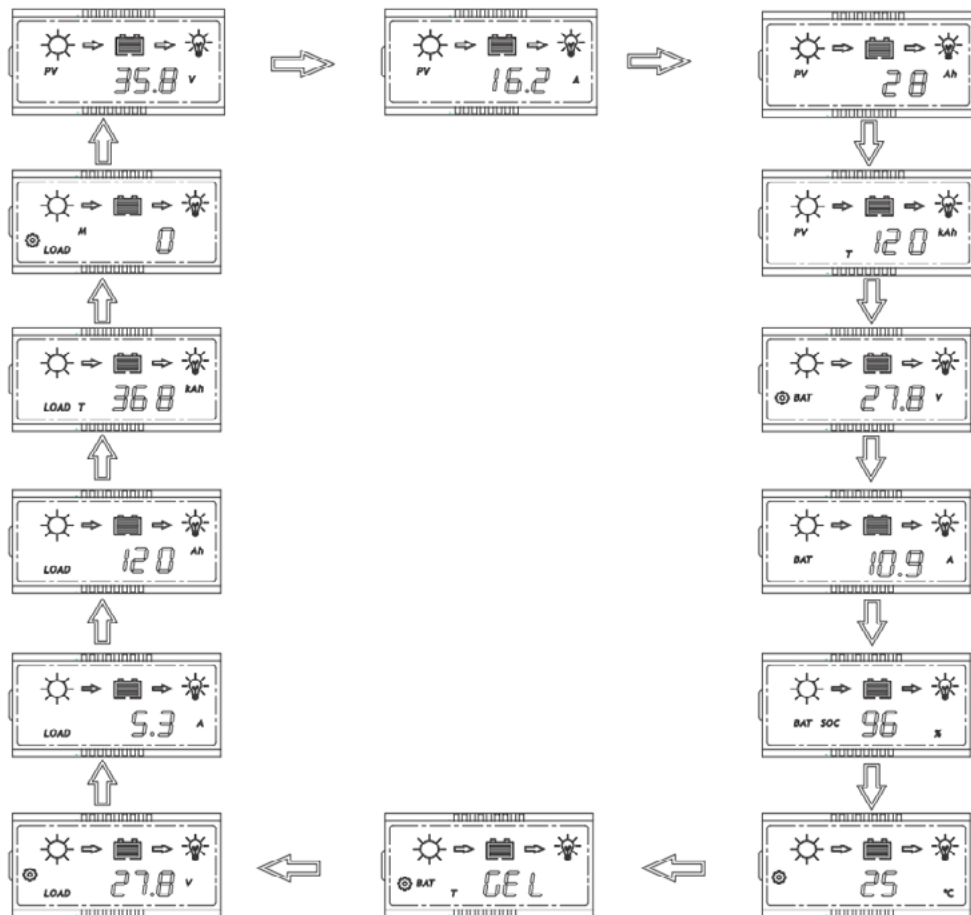 PV 35.8 V
PV 16.2 A
PV 28 Ah
PV T 120 kAh
BAT 27.8 V
BAT 10.9 A
BAT SOC 96 %
25 °C
BAT T GEL
LOAD 27.8 V
LOAD 5.3 A
LOAD 120 Ah
LOAD T 368 kAh
M
LOAD 0